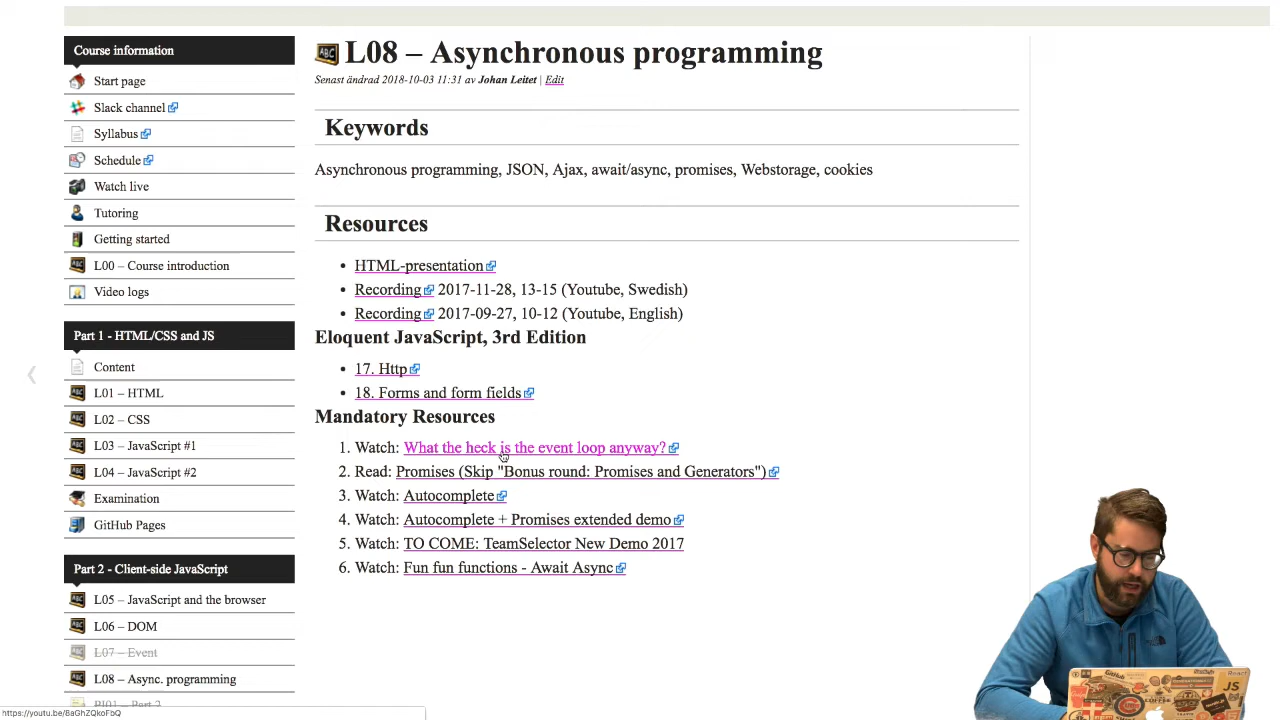 Course information
Start page
Slack channel
Syllabus
Schedule
Watch live
Tutoring
Getting started
L00 – Course introduction
Video logs
Part 1 - HTML/CSS and JS
Content
L01 – HTML
L02 – CSS
L03 – JavaScript #1
L04 – JavaScript #2
Examination
GitHub Pages
Part 2 - Client-side JavaScript
L05 – JavaScript and the browser
L06 – DOM
L07 – Event
L08 – Async. programming
PI01 – Part 2
https://youtu.be/8aGhZQkoFbQ
ABC L08 – Asynchronous programming
Senast ändrad 2018-10-03 11:31 av Johan Leitet | Edit
Keywords
Asynchronous programming, JSON, Ajax, await/async, promises, Webstorage, cookies
Resources
• HTML-presentation
• Recording 2017-11-28, 13-15 (Youtube, Swedish)
• Recording 2017-09-27, 10-12 (Youtube, English)
Eloquent JavaScript, 3rd Edition
• 17. Http
• 18. Forms and form fields
Mandatory Resources
1. Watch: What the heck is the event loop anyway?
2. Read: Promises (Skip "Bonus round: Promises and Generators")
3. Watch: Autocomplete
4. Watch: Autocomplete + Promises extended demo
5. Watch: TO COME: TeamSelector New Demo 2017
6. Watch: Fun fun functions - Await Async
GitHub
JS
React